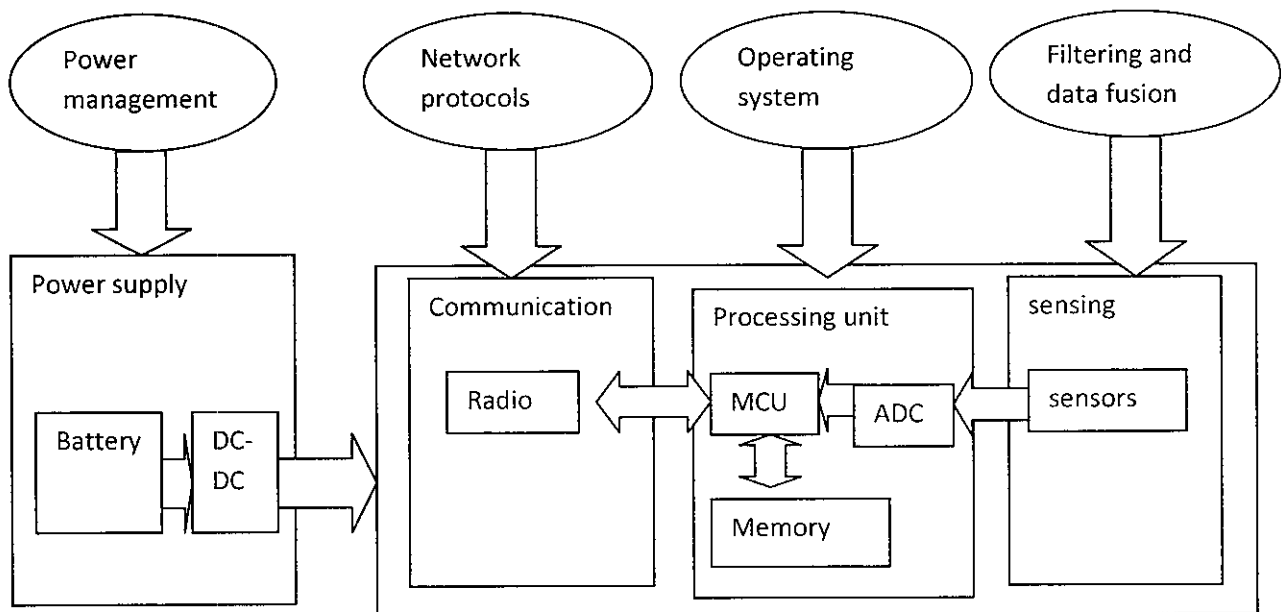 Power
management
Network
protocols
Operating
system
Filtering and
data fusion
Power supply
Communication
Processing unit
sensing
Battery
DC-
DC
Radio
MCU
ADC
sensors
Memory